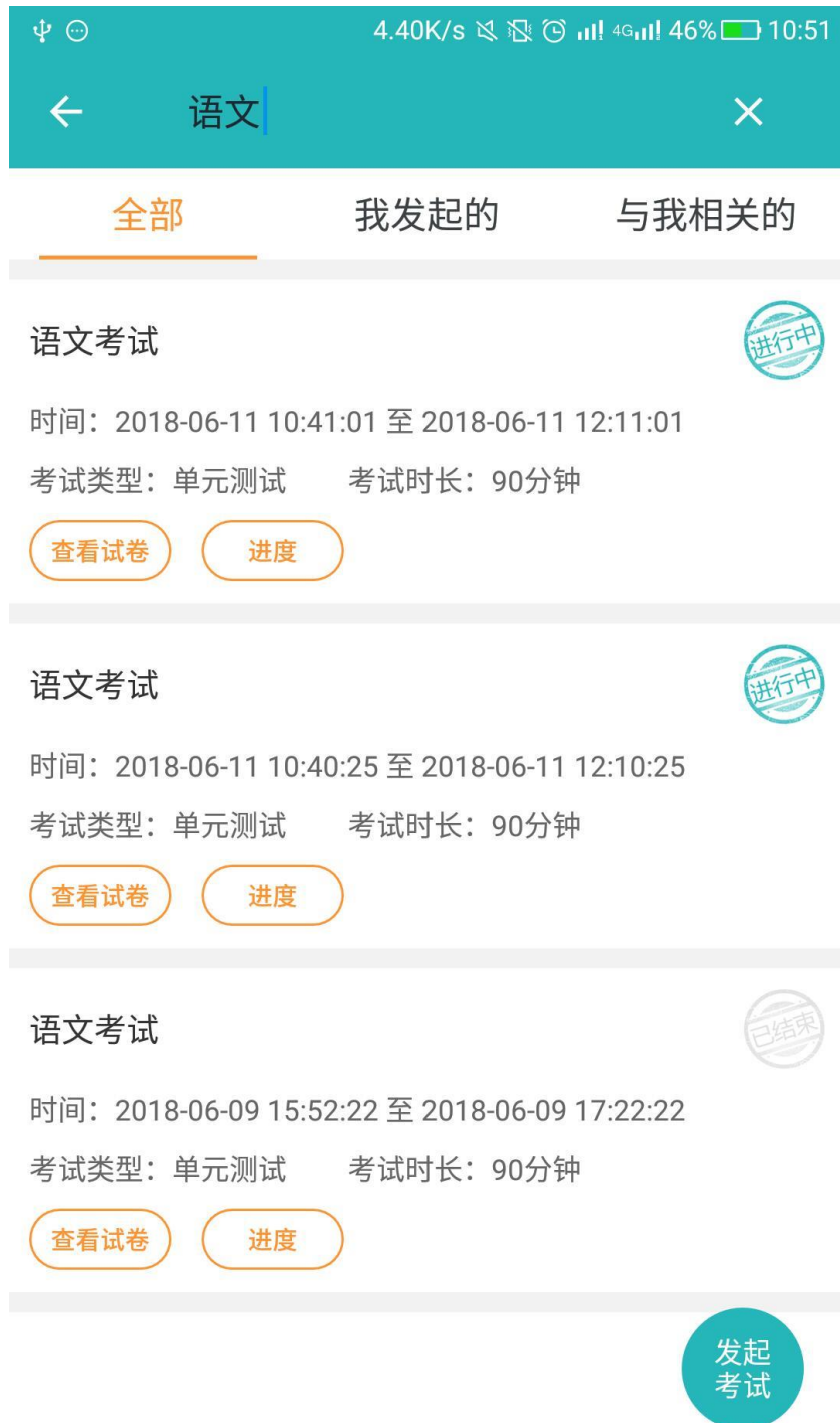 4.40K/s 4G 46% 10:51
语文
全部 我发起的 与我相关的
语文考试 进行中
时间：2018-06-11 10:41:01 至 2018-06-11 12:11:01
考试类型：单元测试 考试时长：90分钟
查看试卷 进度
语文考试 进行中
时间：2018-06-11 10:40:25 至 2018-06-11 12:10:25
考试类型：单元测试 考试时长：90分钟
查看试卷 进度
语文考试 已结束
时间：2018-06-09 15:52:22 至 2018-06-09 17:22:22
考试类型：单元测试 考试时长：90分钟
查看试卷 进度
发起
考试